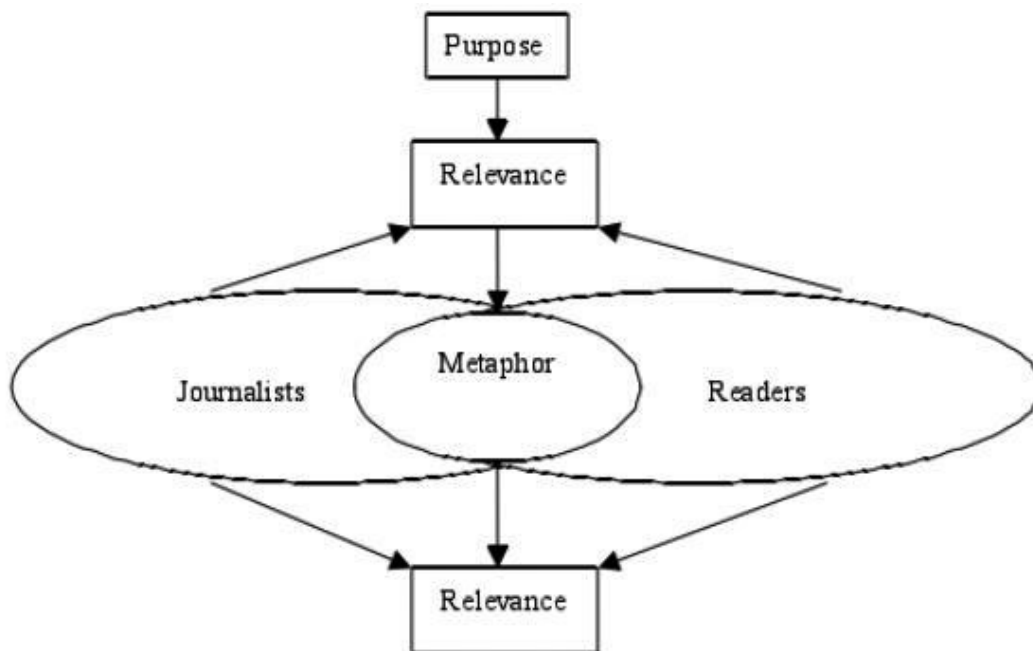 Purpose
Relevance
Metaphor
Journalists
Readers
Relevance